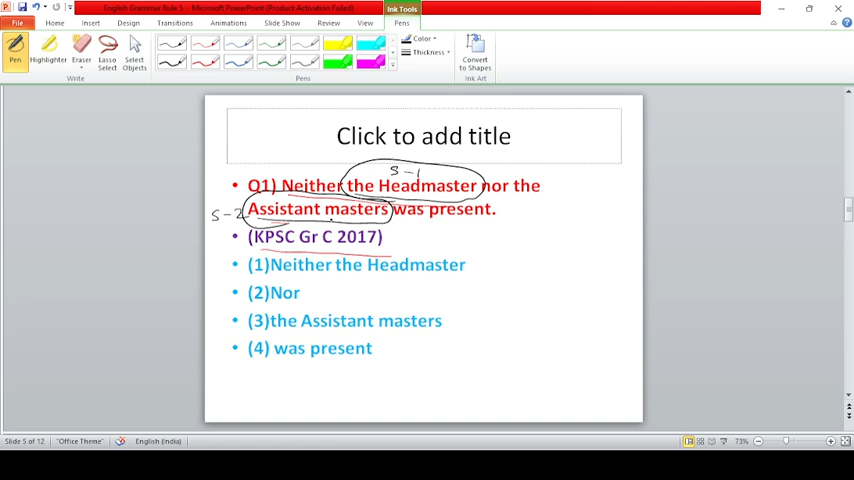 English Grammar Rule 5 - Microsoft PowerPoint (Product Activation Failed)
Ink Tools
File Home Insert Design Transitions Animations Slide Show Review View Pens
Pen Highlighter Eraser Lasso Select Select Objects
Color
Thickness
Convert to Shapes
Write Pens Ink Art
Click to add title
S-1
• Q1) Neither the Headmaster nor the
S-2 Assistant masters was present.
• (KPSC Gr C 2017)
• (1)Neither the Headmaster
• (2)Nor
• (3)the Assistant masters
• (4) was present
Slide 5 of 12 "Office Theme" English (India) 73%